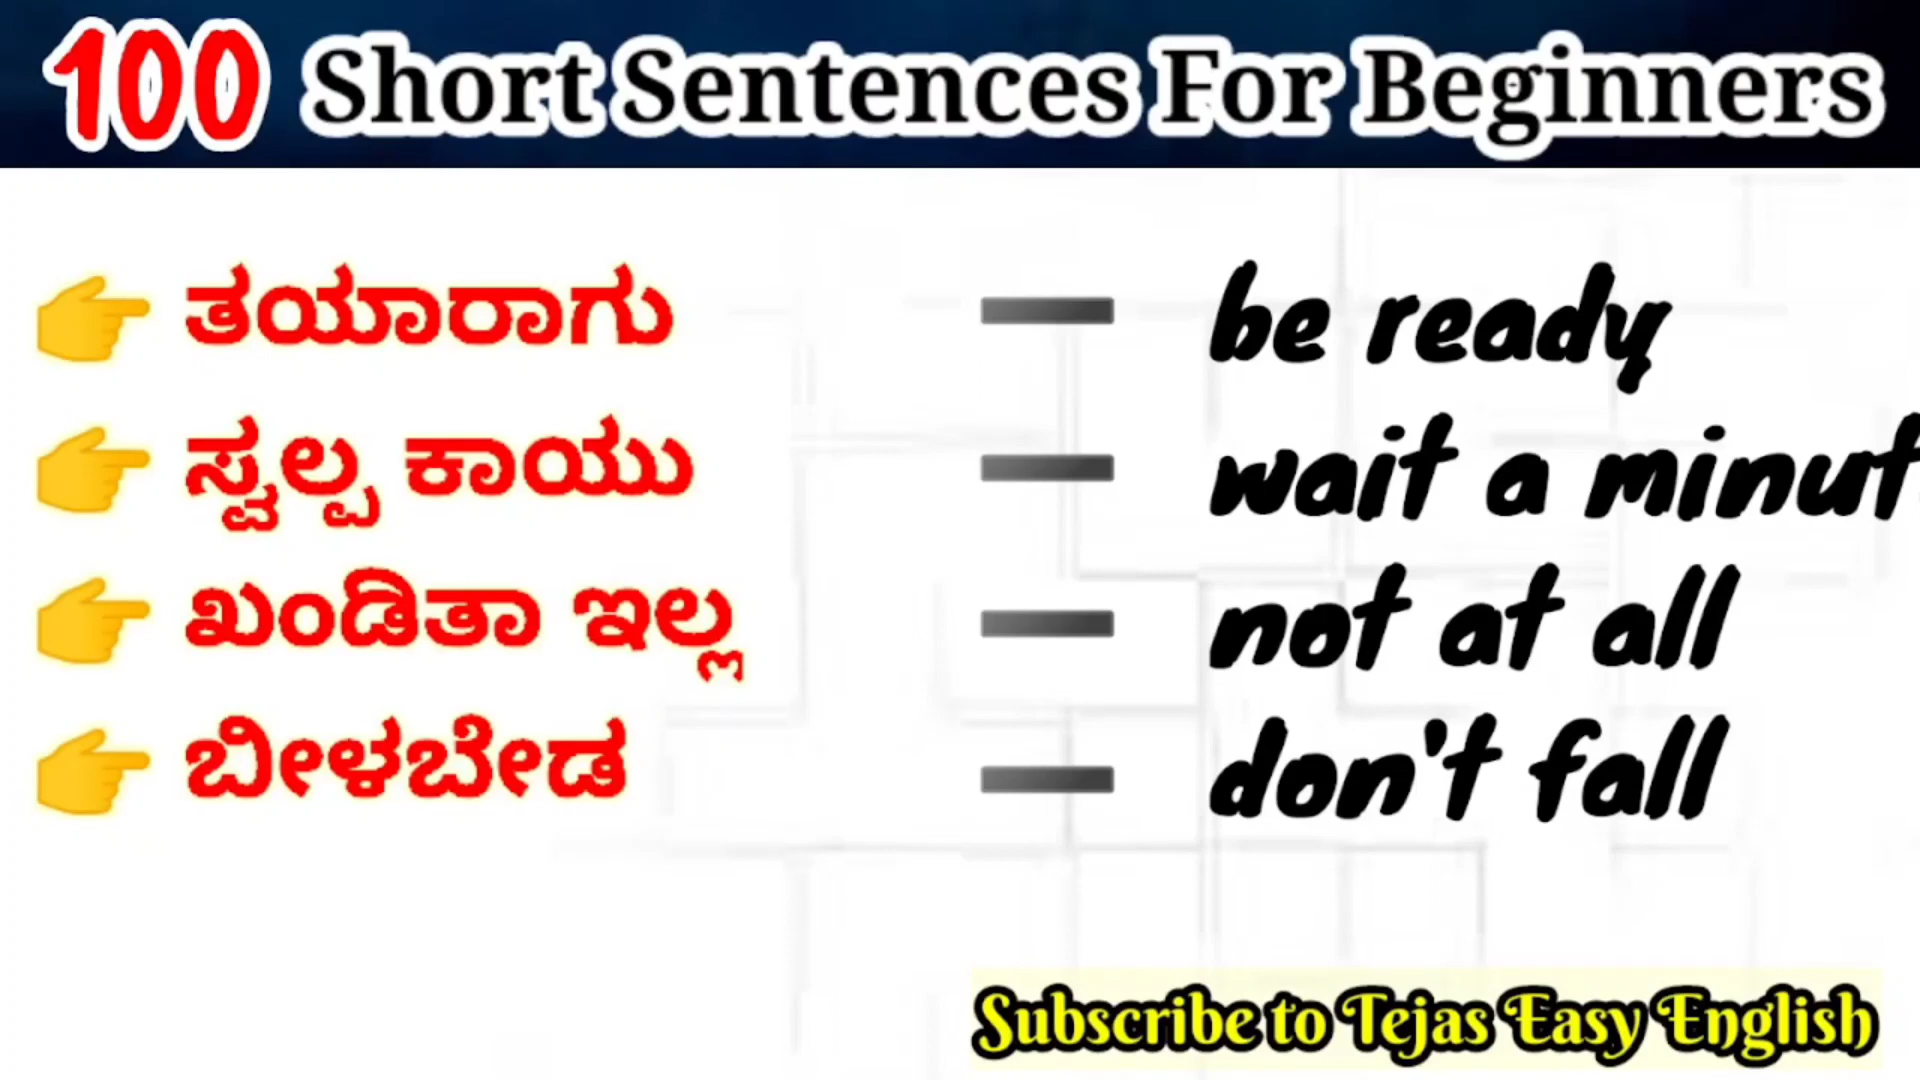 100 Short Sentences For Beginners
👉 ತಯಾರಾಗು — be ready
👉 ಸ್ವಲ್ಪ ಕಾಯು — wait a minut
👉 ಖಂಡಿತಾ ಇಲ್ಲ — not at all
👉 ಬೀಳಬೇಡ — don't fall
Subscribe to Tejas Easy English